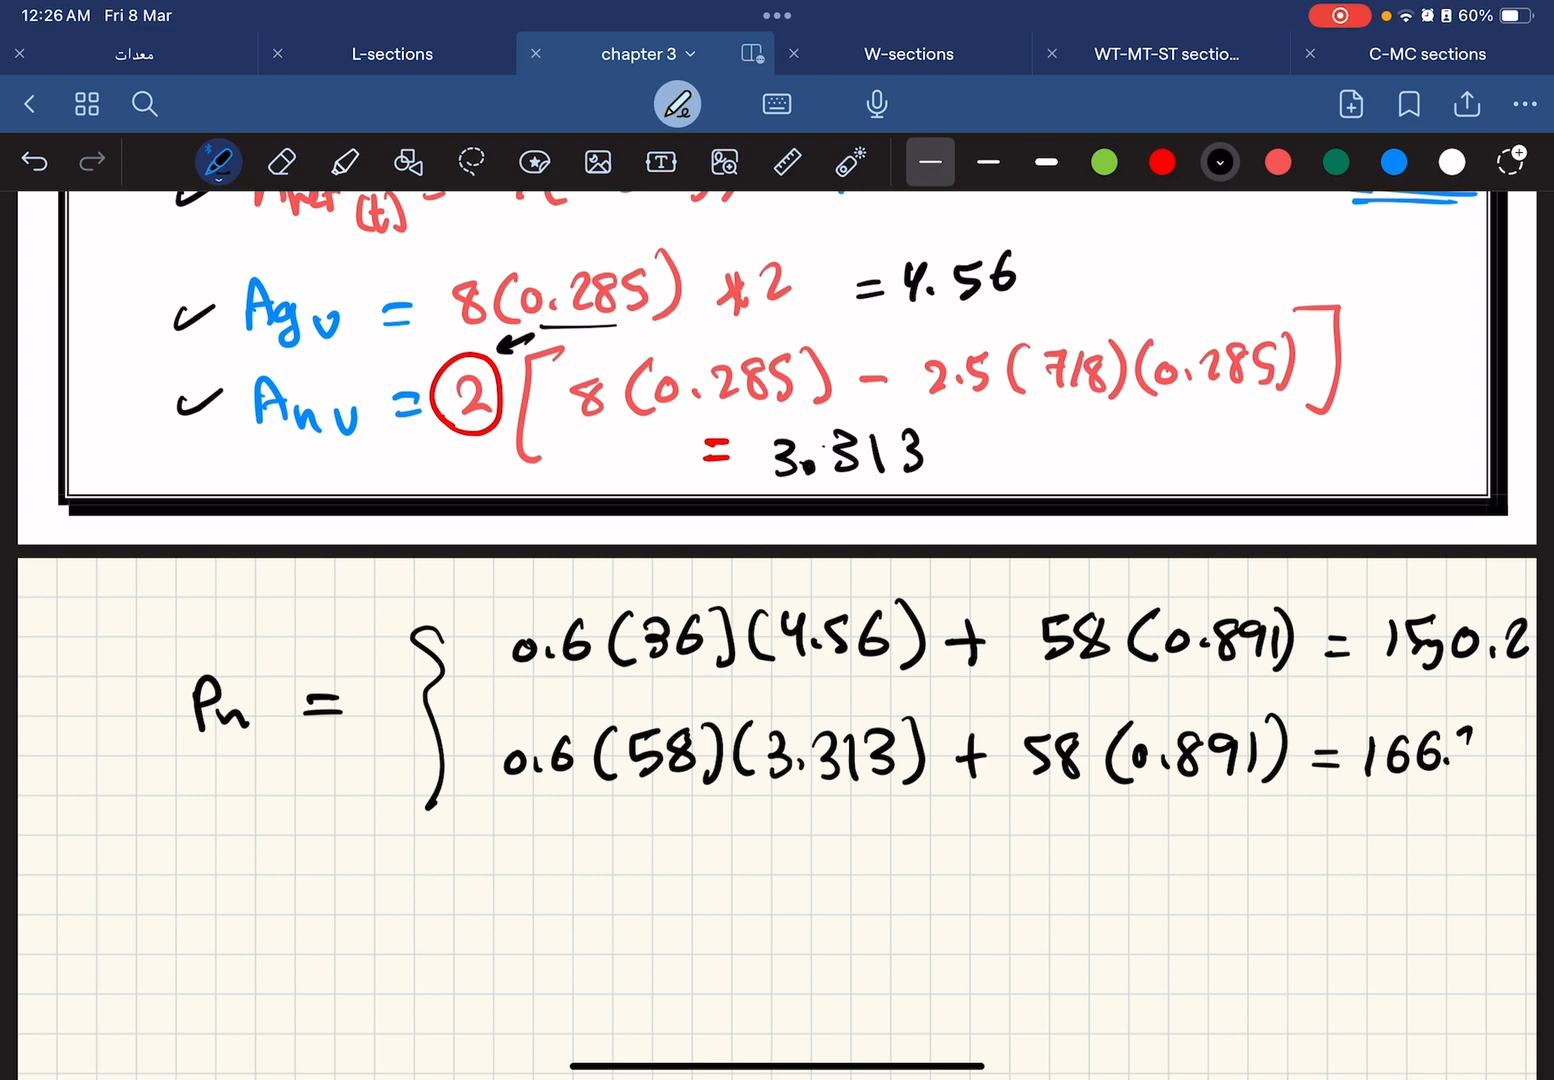 12:26 AM Fri 8 Mar
60%
معدات
L-sections
chapter 3
W-sections
WT-MT-ST sectio...
C-MC sections
(t) =
Agv = 8(0.285) * 2 = 4.56
Anv = 2 [ 8(0.285) - 2.5(7/8)(0.285) ]
= 3.313
0.6(36)(4.56) + 58(0.891) = 150.2
Pn =
0.6(58)(3.313) + 58(0.891) = 166.